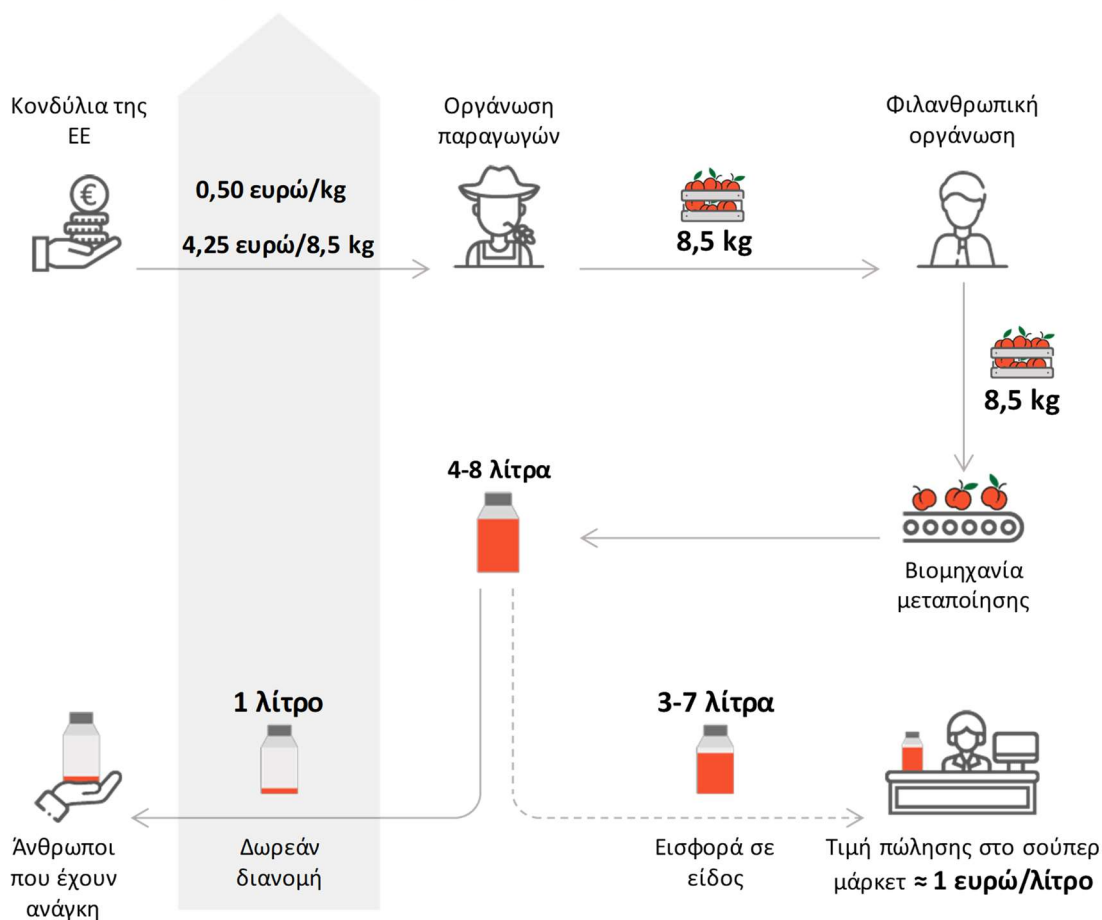 Κονδύλια της
ΕΕ
0,50 ευρώ/kg
4,25 ευρώ/8,5 kg
Οργάνωση
παραγωγών
8,5 kg
Φιλανθρωπική
οργάνωση
8,5 kg
4-8 λίτρα
Βιομηχανία
μεταποίησης
1 λίτρο
3-7 λίτρα
Άνθρωποι
που έχουν
ανάγκη
Δωρεάν
διανομή
Εισφορά σε
είδος
Τιμή πώλησης στο σούπερ
μάρκετ ≈ 1 ευρώ/λίτρο